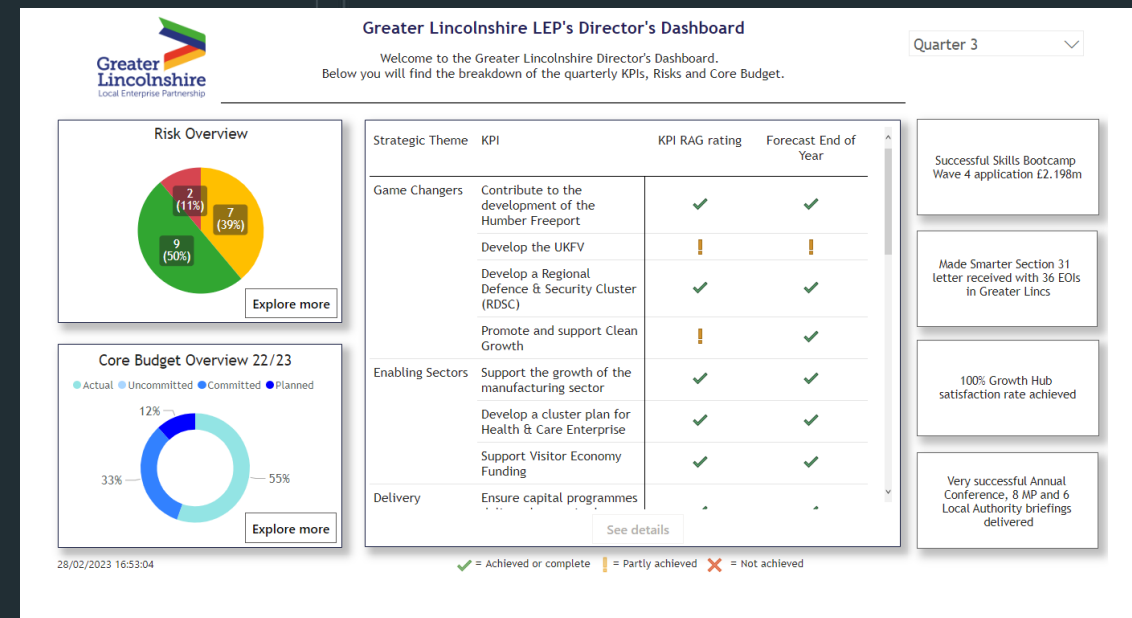 Greater
Lincolnshire
Local Enterprise Partnership
Greater Lincolnshire LEP's Director's Dashboard
Welcome to the Greater Lincolnshire Director's Dashboard.
Below you will find the breakdown of the quarterly KPIs, Risks and Core Budget.
Quarter 3
Risk Overview
2
(11%)
7
(39%)
9
(50%)
Explore more
Core Budget Overview 22/23
Actual Uncommitted Committed Planned
12%
33%
55%
Explore more
28/02/2023 16:53:04
Strategic Theme KPI KPI RAG rating Forecast End of
Year
Game Changers Contribute to the
development of the
Humber Freeport
Develop the UKFV
Develop a Regional
Defence & Security Cluster
(RDSC)
Promote and support Clean
Growth
Enabling Sectors Support the growth of the
manufacturing sector
Develop a cluster plan for
Health & Care Enterprise
Support Visitor Economy
Funding
Delivery Ensure capital programmes
See details
= Achieved or complete = Partly achieved = Not achieved
Successful Skills Bootcamp
Wave 4 application £2.198m
Made Smarter Section 31
letter received with 36 EOIs
in Greater Lincs
100% Growth Hub
satisfaction rate achieved
Very successful Annual
Conference, 8 MP and 6
Local Authority briefings
delivered